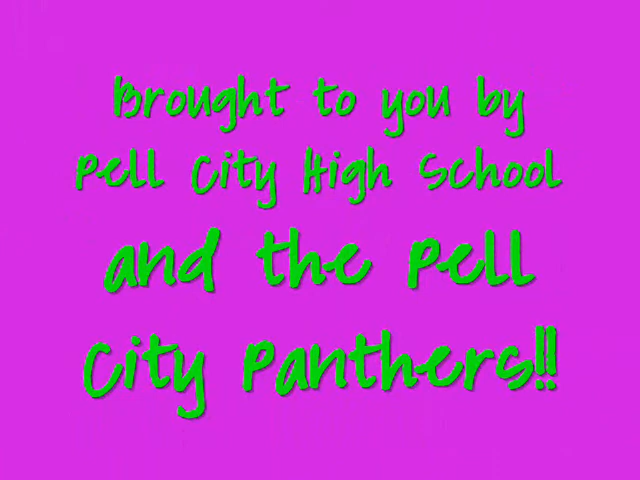 Brought to you by
Pell City High School
and the Pell
City Panthers!!